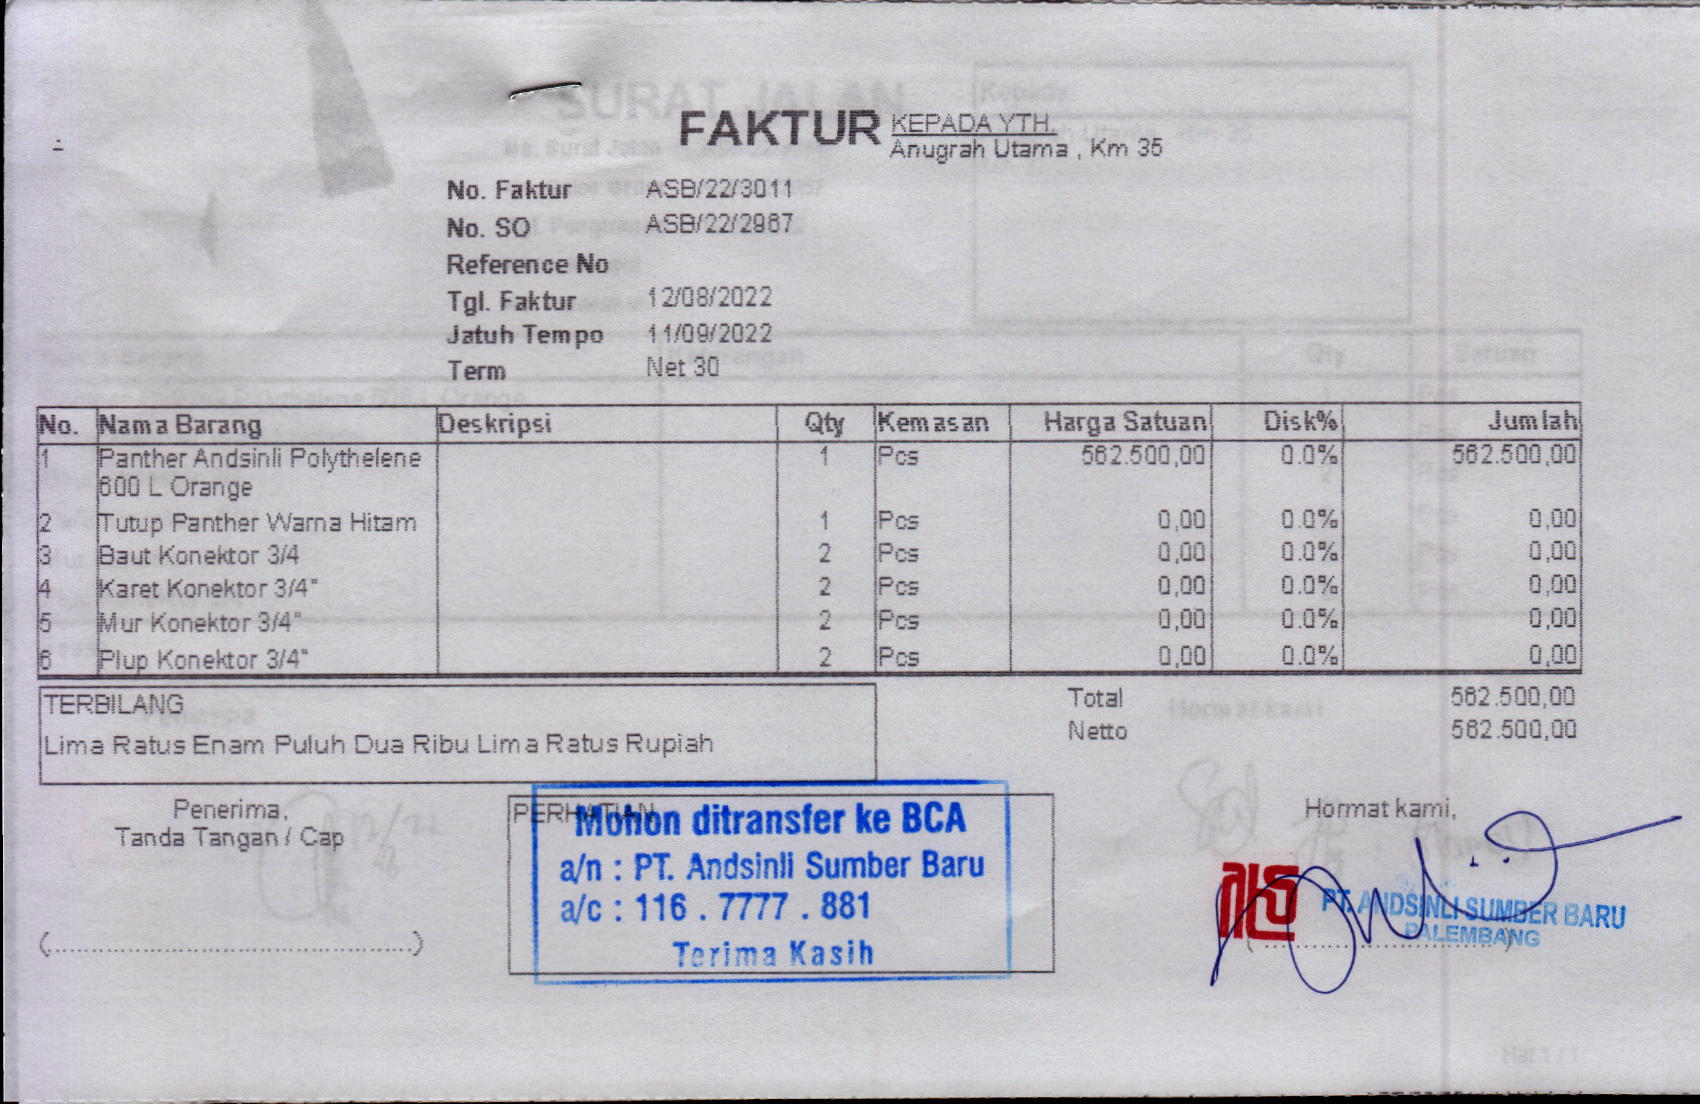 FAKTUR
KEPADA YTH.
Anugrah Utama , Km 35
No. Faktur ASB/22/3011
No. SO ASB/22/2967
Reference No
Tgl. Faktur 12/08/2022
Jatuh Tempo 11/09/2022
Term Net 30
No. Nama Barang Deskripsi Qty Kemasan Harga Satuan Disk% Jumlah
1 Panther Andsinli Polythelene 1 Pcs 562.500,00 0.0% 562.500,00
600 L Orange
2 Tutup Panther Warna Hitam 1 Pcs 0,00 0.0% 0,00
3 Baut Konektor 3/4 2 Pcs 0,00 0.0% 0,00
4 Karet Konektor 3/4" 2 Pcs 0,00 0.0% 0,00
5 Mur Konektor 3/4" 2 Pcs 0,00 0.0% 0,00
6 Plup Konektor 3/4" 2 Pcs 0,00 0.0% 0,00
TERBILANG
Lima Ratus Enam Puluh Dua Ribu Lima Ratus Rupiah
Total 562.500,00
Netto 562.500,00
Penerima,
Tanda Tangan / Cap
(..........................................)
PERHATIAN
Mohon ditransfer ke BCA
a/n : PT. Andsinli Sumber Baru
a/c : 116 . 7777 . 881
Terima Kasih
Hormat kami,
PT. ANDSINLI SUMBER BARU
PALEMBANG
SURAT JALAN
Kepada